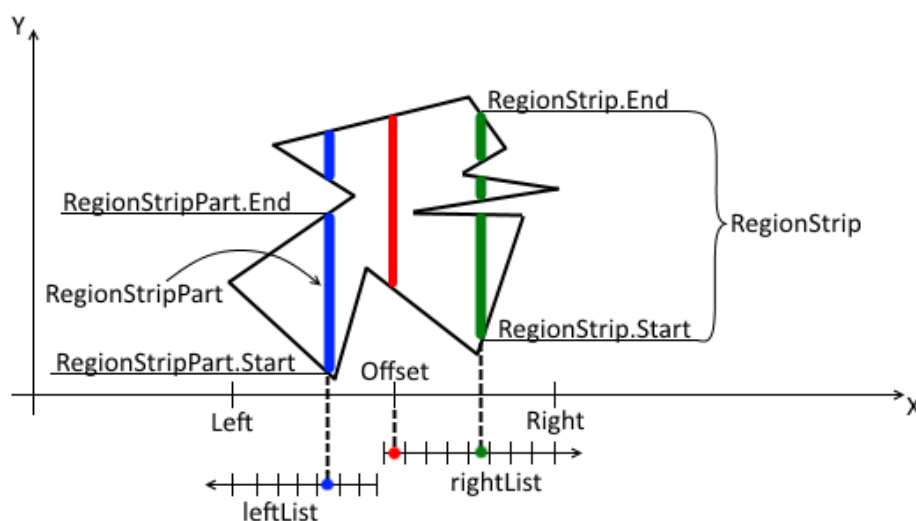 Y
RegionStrip.End
RegionStripPart.End
RegionStrip
RegionStripPart
RegionStrip.Start
RegionStripPart.Start
Offset
X
Left
Right
rightList
leftList